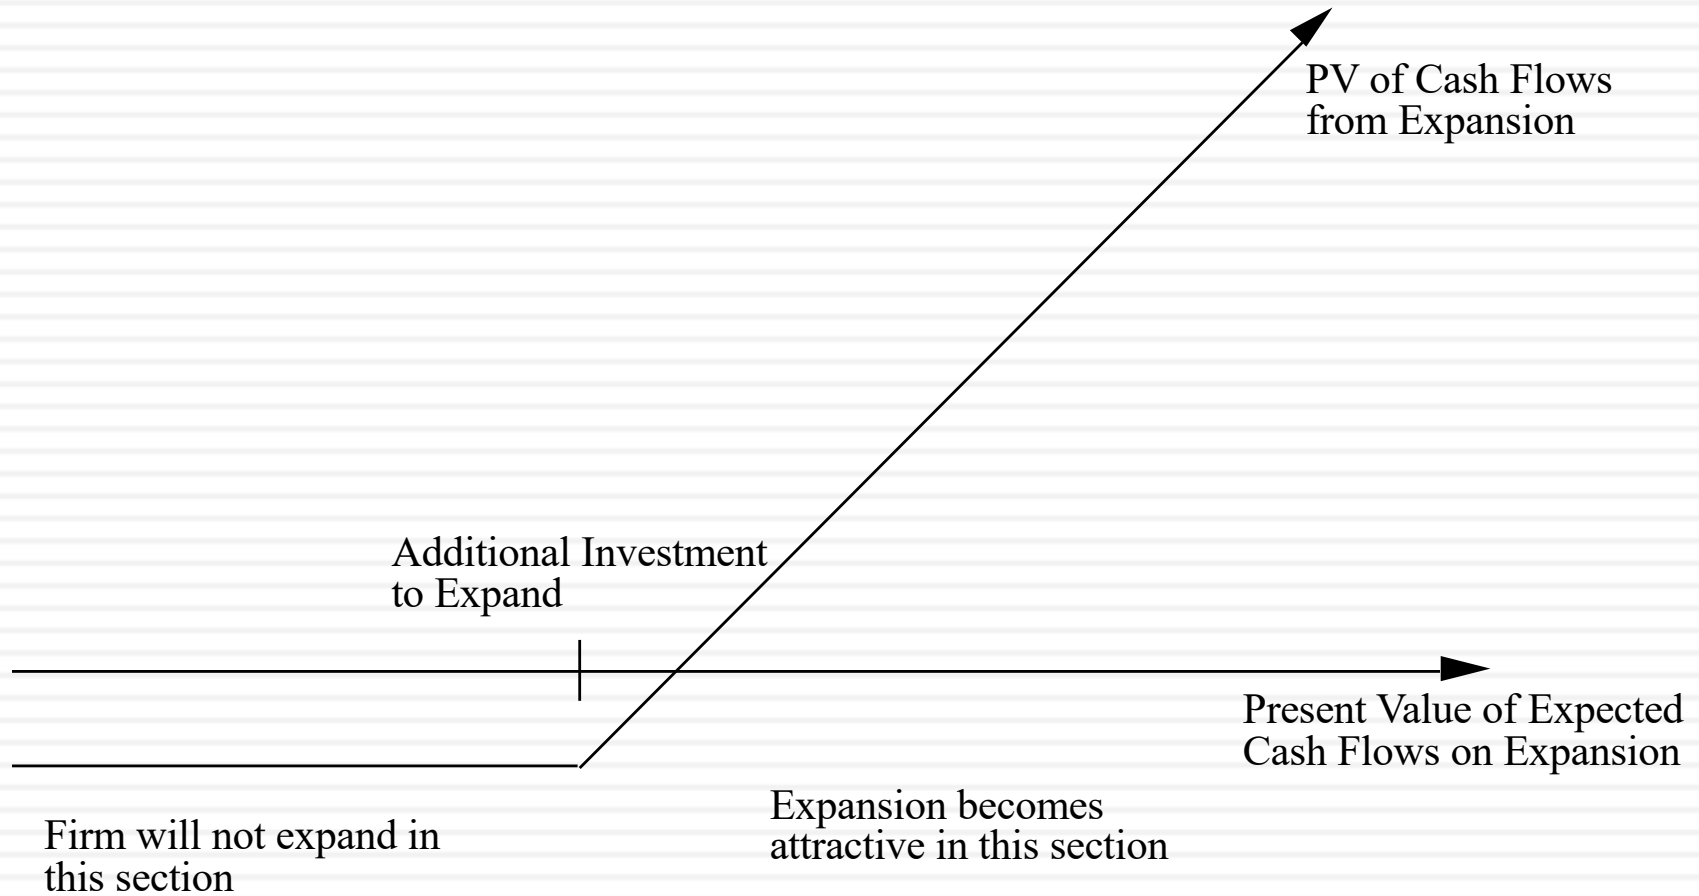 PV of Cash Flows
from Expansion
Additional Investment
to Expand
Present Value of Expected
Cash Flows on Expansion
Expansion becomes
attractive in this section
Firm will not expand in
this section